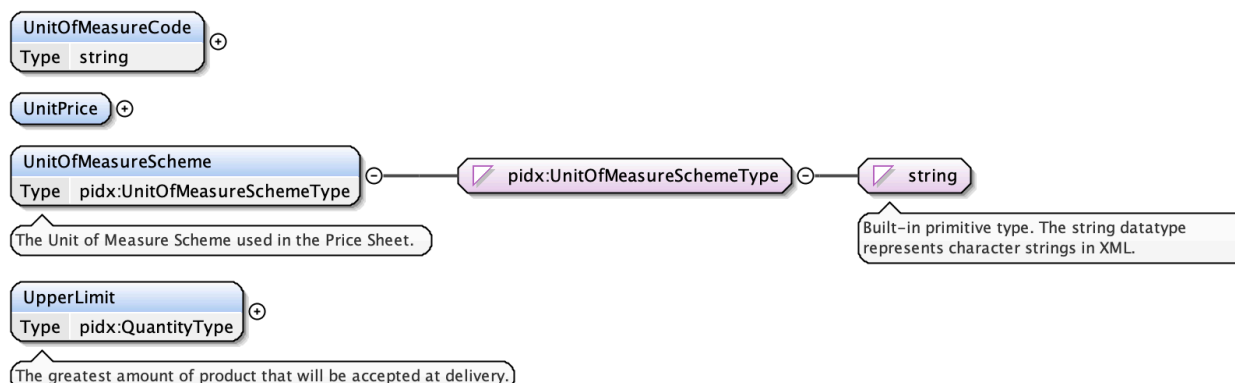 UnitOfMeasureCode
Type string
UnitPrice
UnitOfMeasureScheme
Type pidx:UnitOfMeasureSchemeType
pidx:UnitOfMeasureSchemeType
string
The Unit of Measure Scheme used in the Price Sheet.
Built-in primitive type. The string datatype
represents character strings in XML.
UpperLimit
Type pidx:QuantityType
The greatest amount of product that will be accepted at delivery.